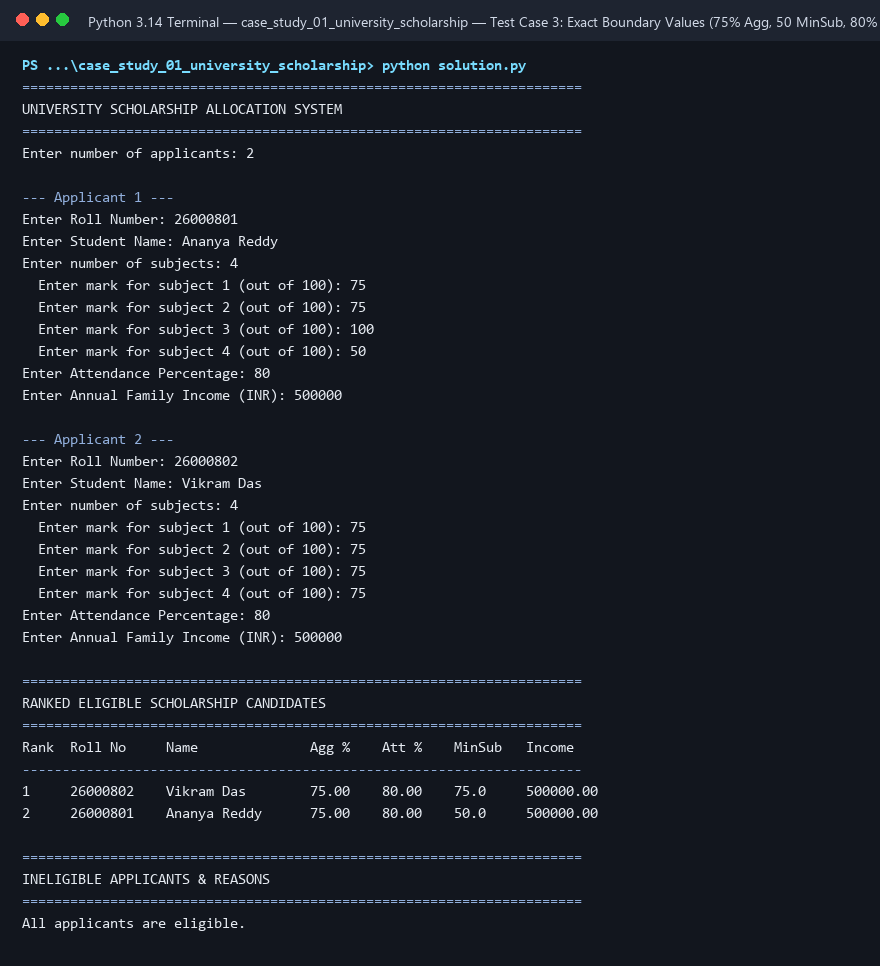 Python 3.14 Terminal — case_study_01_university_scholarship — Test Case 3: Exact Boundary Values (75% Agg, 50 MinSub, 80%
PS ...\case_study_01_university_scholarship> python solution.py
======================================================================
UNIVERSITY SCHOLARSHIP ALLOCATION SYSTEM
======================================================================
Enter number of applicants: 2
--- Applicant 1 ---
Enter Roll Number: 26000801
Enter Student Name: Ananya Reddy
Enter number of subjects: 4
  Enter mark for subject 1 (out of 100): 75
  Enter mark for subject 2 (out of 100): 75
  Enter mark for subject 3 (out of 100): 100
  Enter mark for subject 4 (out of 100): 50
Enter Attendance Percentage: 80
Enter Annual Family Income (INR): 500000
--- Applicant 2 ---
Enter Roll Number: 26000802
Enter Student Name: Vikram Das
Enter number of subjects: 4
  Enter mark for subject 1 (out of 100): 75
  Enter mark for subject 2 (out of 100): 75
  Enter mark for subject 3 (out of 100): 75
  Enter mark for subject 4 (out of 100): 75
Enter Attendance Percentage: 80
Enter Annual Family Income (INR): 500000
======================================================================
RANKED ELIGIBLE SCHOLARSHIP CANDIDATES
======================================================================
Rank  Roll No     Name              Agg %    Att %    MinSub   Income
----------------------------------------------------------------------
1     26000802    Vikram Das        75.00    80.00    75.0     500000.00
2     26000801    Ananya Reddy      75.00    80.00    50.0     500000.00
======================================================================
INELIGIBLE APPLICANTS & REASONS
======================================================================
All applicants are eligible.